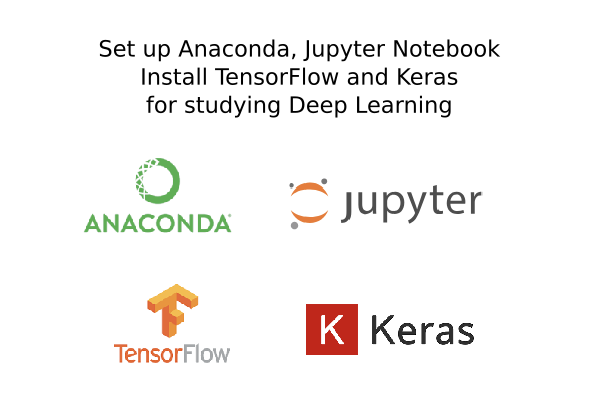 Set up Anaconda, Jupyter Notebook
Install TensorFlow and Keras
for studying Deep Learning
ANACONDA
jupyter
TensorFlow
K Keras